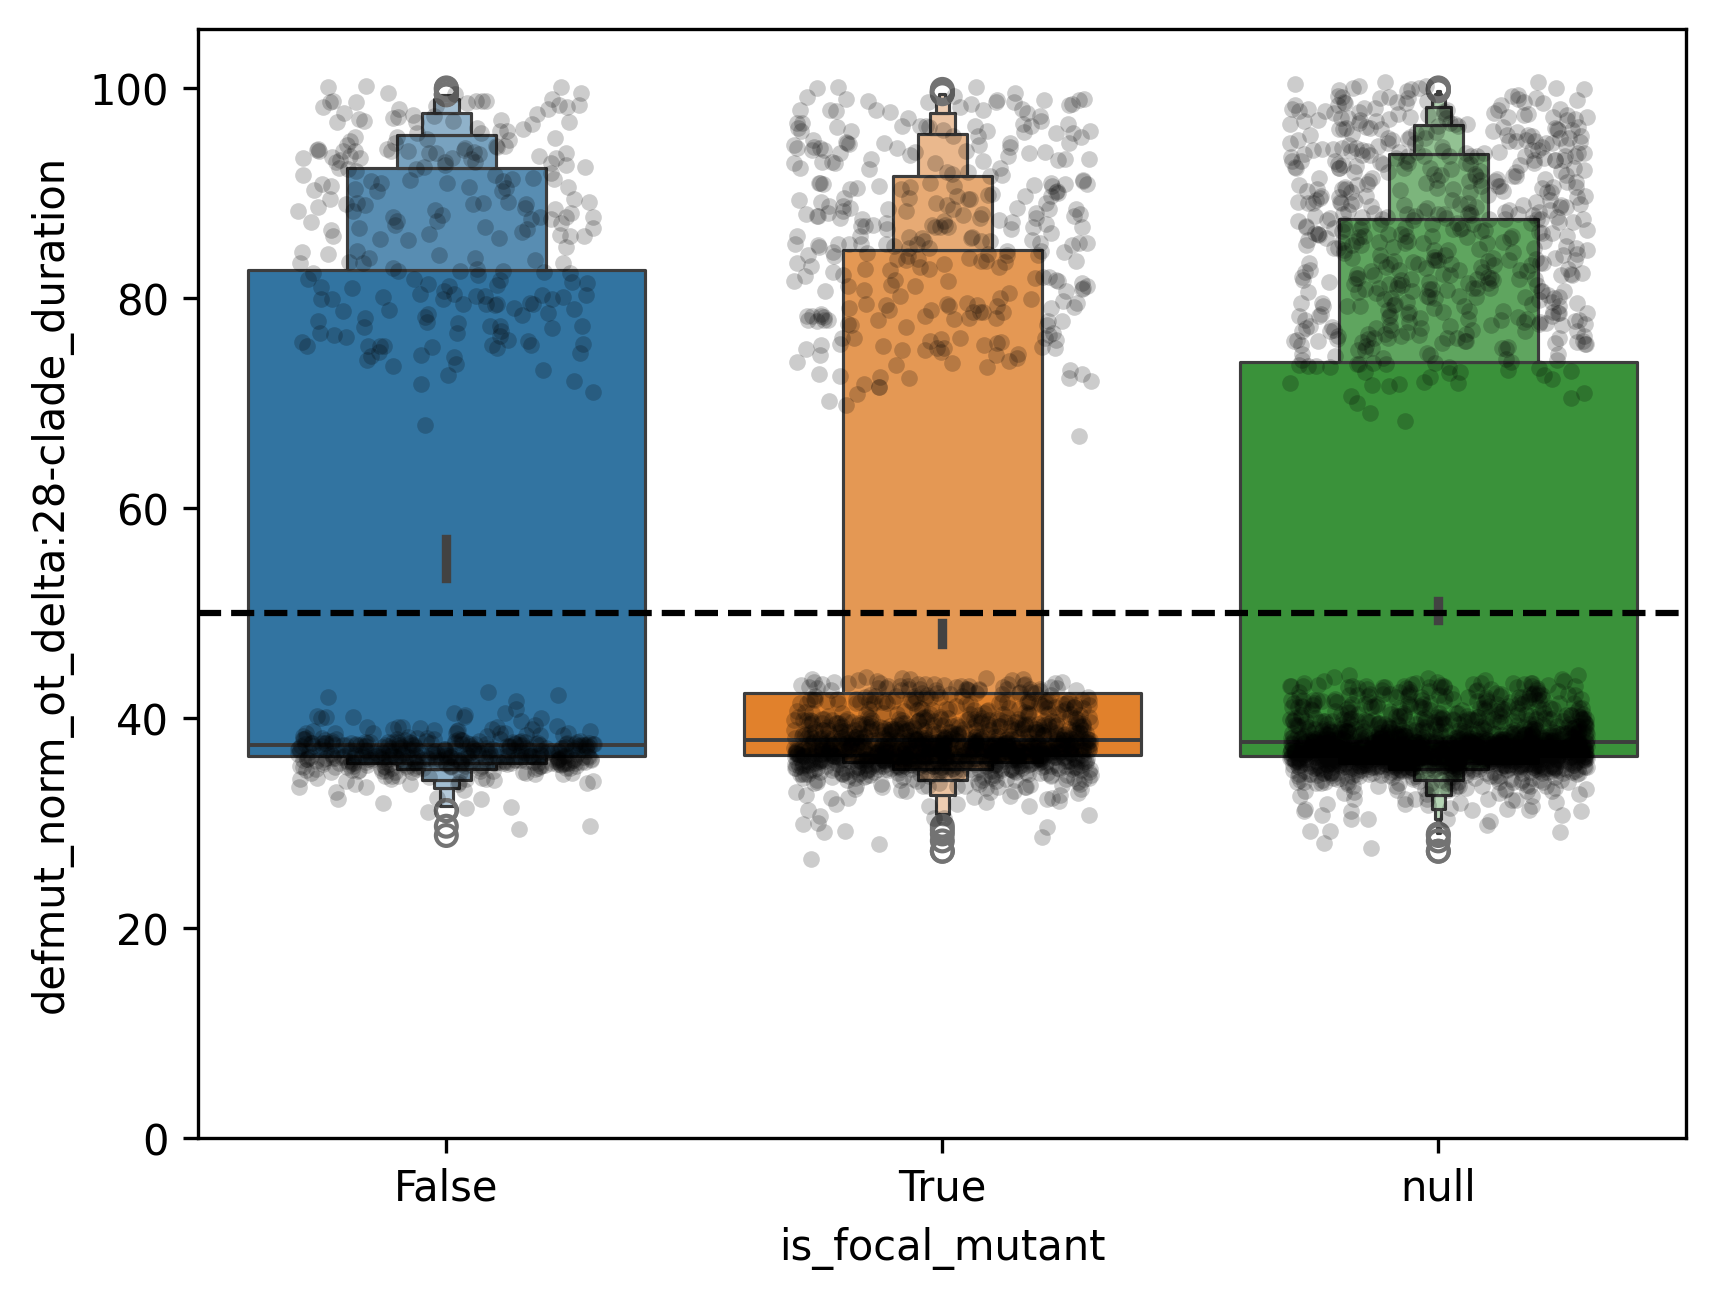 defmut_norm_ot_delta:28-clade_duration
100
80
60
40
20
0
False
True
null
is_focal_mutant